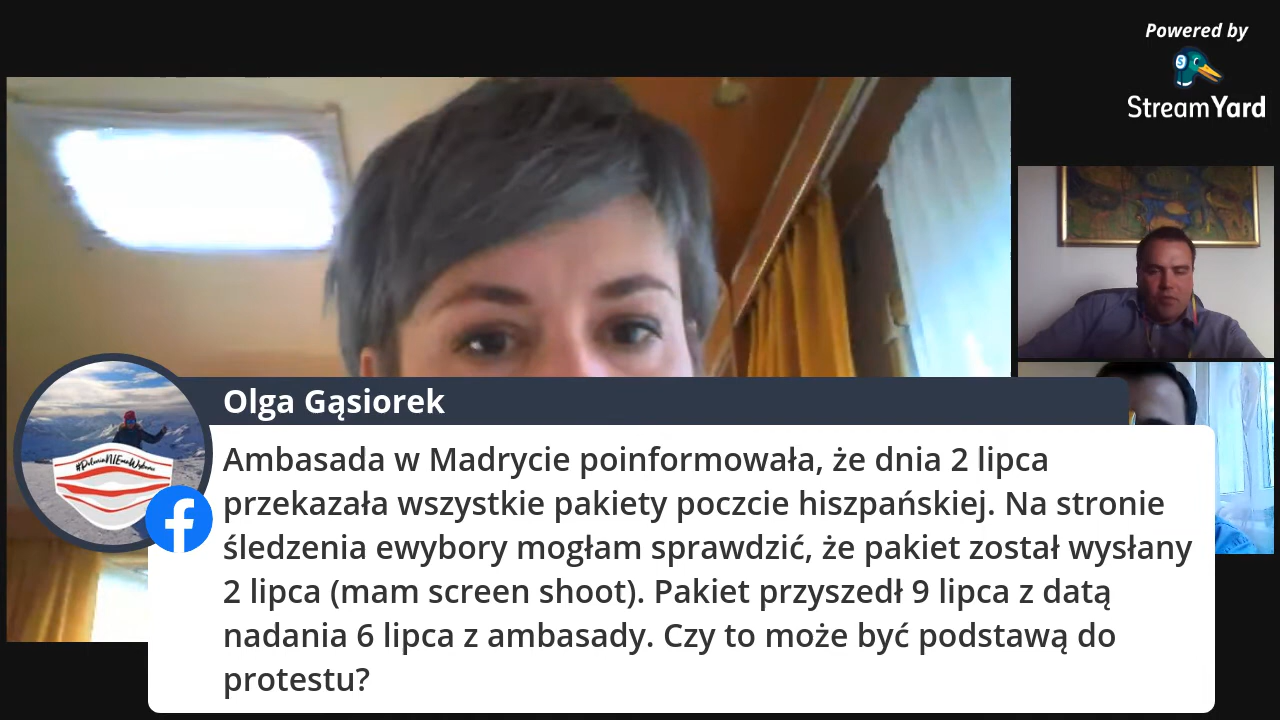 Powered by
StreamYard
Olga Gąsiorek
Ambasada w Madrycie poinformowała, że dnia 2 lipca
przekazała wszystkie pakiety poczcie hiszpańskiej. Na stronie
śledzenia ewybory mogłam sprawdzić, że pakiet został wysłany
2 lipca (mam screen shoot). Pakiet przyszedł 9 lipca z datą
nadania 6 lipca z ambasady. Czy to może być podstawą do
protestu?